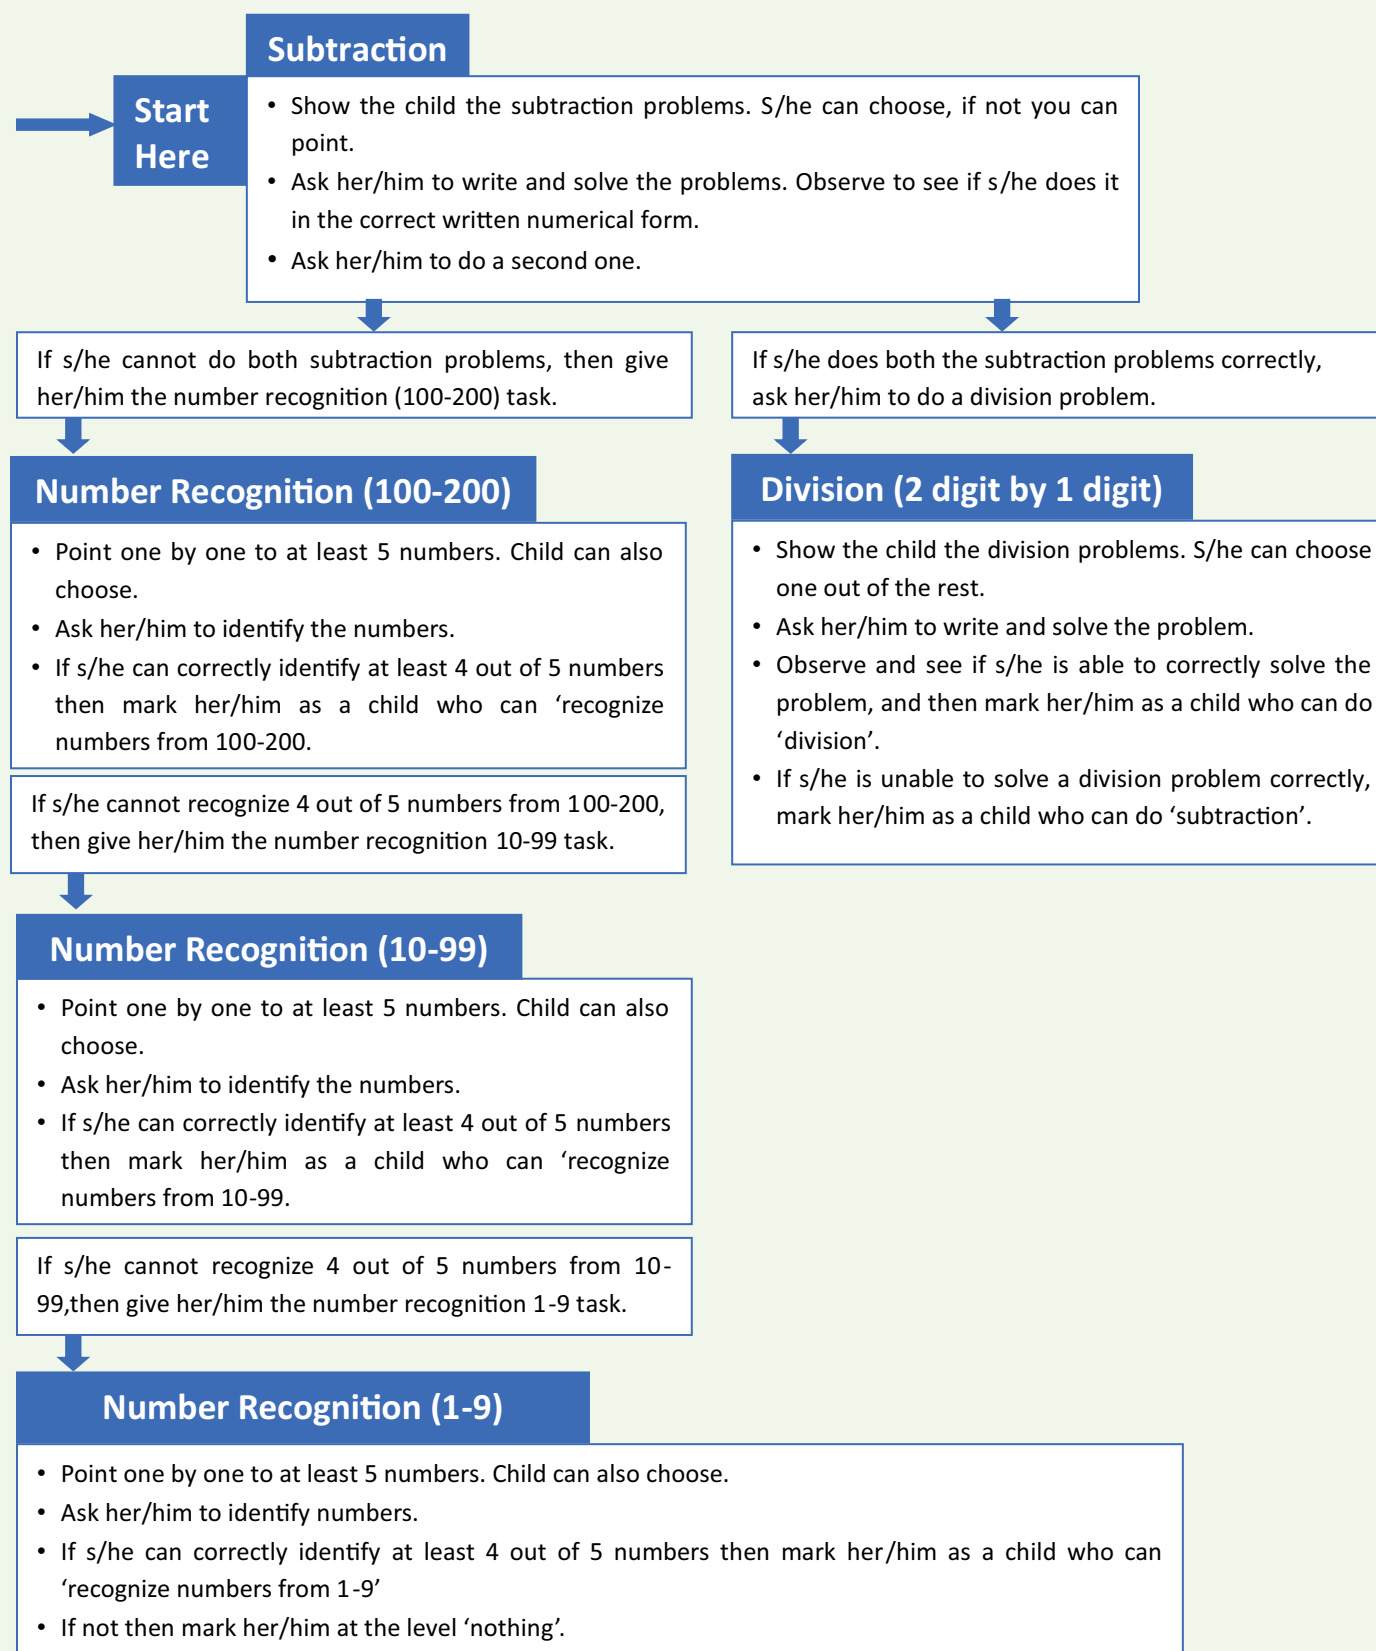 Subtraction
Start
Here
• Show the child the subtraction problems. S/he can choose, if not you can
point.
• Ask her/him to write and solve the problems. Observe to see if s/he does it
in the correct written numerical form.
• Ask her/him to do a second one.
If s/he cannot do both subtraction problems, then give
her/him the number recognition (100-200) task.
Number Recognition (100-200)
• Point one by one to at least 5 numbers. Child can also
choose.
• Ask her/him to identify the numbers.
• If s/he can correctly identify at least 4 out of 5 numbers
then mark her/him as a child who can ‘recognize
numbers from 100-200.
If s/he cannot recognize 4 out of 5 numbers from 100-200,
then give her/him the number recognition 10-99 task.
Number Recognition (10-99)
• Point one by one to at least 5 numbers. Child can also
choose.
• Ask her/him to identify the numbers.
• If s/he can correctly identify at least 4 out of 5 numbers
then mark her/him as a child who can ‘recognize
numbers from 10-99.
If s/he cannot recognize 4 out of 5 numbers from 10-
99,then give her/him the number recognition 1-9 task.
Number Recognition (1-9)
• Point one by one to at least 5 numbers. Child can also choose.
• Ask her/him to identify numbers.
• If s/he can correctly identify at least 4 out of 5 numbers then mark her/him as a child who can
‘recognize numbers from 1-9’
• If not then mark her/him at the level ‘nothing’.
If s/he does both the subtraction problems correctly,
ask her/him to do a division problem.
Division (2 digit by 1 digit)
• Show the child the division problems. S/he can choose
one out of the rest.
• Ask her/him to write and solve the problem.
• Observe and see if s/he is able to correctly solve the
problem, and then mark her/him as a child who can do
‘division’.
• If s/he is unable to solve a division problem correctly,
mark her/him as a child who can do ‘subtraction’.